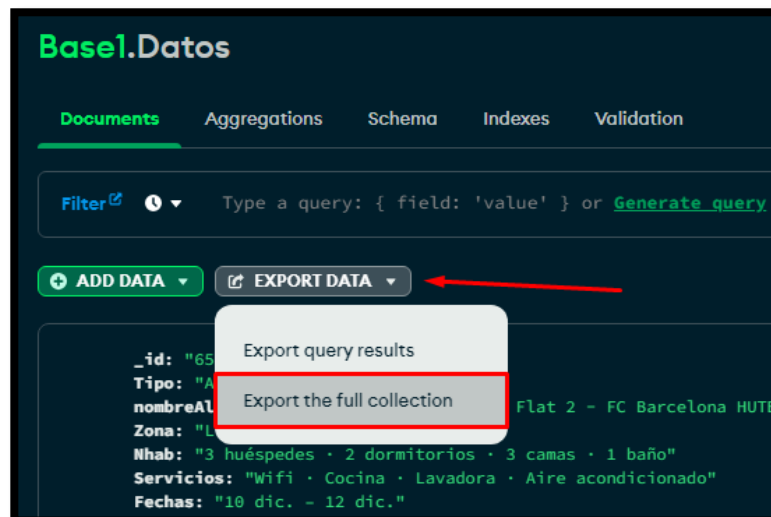 Base1.Datos
Documents Aggregations Schema Indexes Validation
Filter Type a query: { field: 'value' } or Generate query
ADD DATA EXPORT DATA
Export query results
Export the full collection
_id: "65
Tipo: "A
nombreAl Flat 2 – FC Barcelona HUTB
Zona: "L
Nhab: "3 huéspedes · 2 dormitorios · 3 camas · 1 baño"
Servicios: "Wifi · Cocina · Lavadora · Aire acondicionado"
Fechas: "10 dic. – 12 dic."